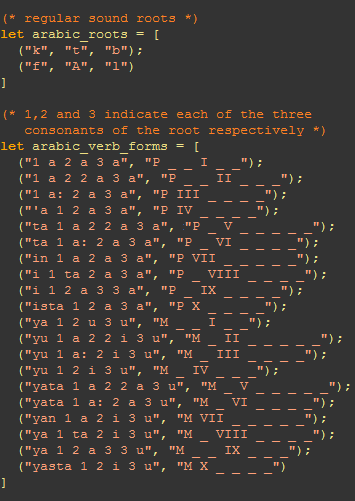 (* regular sound roots *)
let arabic_roots = [
("k", "t", "b");
("f", "A", "l")
]
(* 1,2 and 3 indicate each of the three
consonants of the root respectively *)
let arabic_verb_forms = [
("1 a 2 a 3 a", "P _ _ I _ _");
("1 a 2 2 a 3 a", "P _ _ II _ _ _");
("1 a: 2 a 3 a", "P III _ _ _ _");
("'a 1 2 a 3 a", "P IV _ _ _ _");
("ta 1 a 2 2 a 3 a", "P _ V _ _ _ _ _");
("ta 1 a: 2 a 3 a", "P _ VI _ _ _ _");
("in 1 a 2 a 3 a", "P VII _ _ _ _ _");
("i 1 ta 2 a 3 a", "P _ VIII _ _ _ _");
("i 1 2 a 3 3 a", "P _ IX _ _ _ _");
("ista 1 2 a 3 a", "P X _ _ _ _");
("ya 1 2 u 3 u", "M _ _ I _ _");
("yu 1 a 2 2 i 3 u", "M _ II _ _ _ _ _");
("yu 1 a: 2 i 3 u", "M _ III _ _ _ _");
("yu 1 2 i 3 u", "M _ IV _ _ _");
("yata 1 a 2 2 a 3 u", "M _ V _ _ _ _ _");
("yata 1 a: 2 a 3 u", "M _ VI _ _ _ _");
("yan 1 a 2 i 3 u", "M VII _ _ _ _ _");
("ya 1 ta 2 i 3 u", "M _ VIII _ _ _ _");
("ya 1 2 a 3 3 u", "M _ _ IX _ _ _");
("yasta 1 2 i 3 u", "M X _ _ _ _")
]